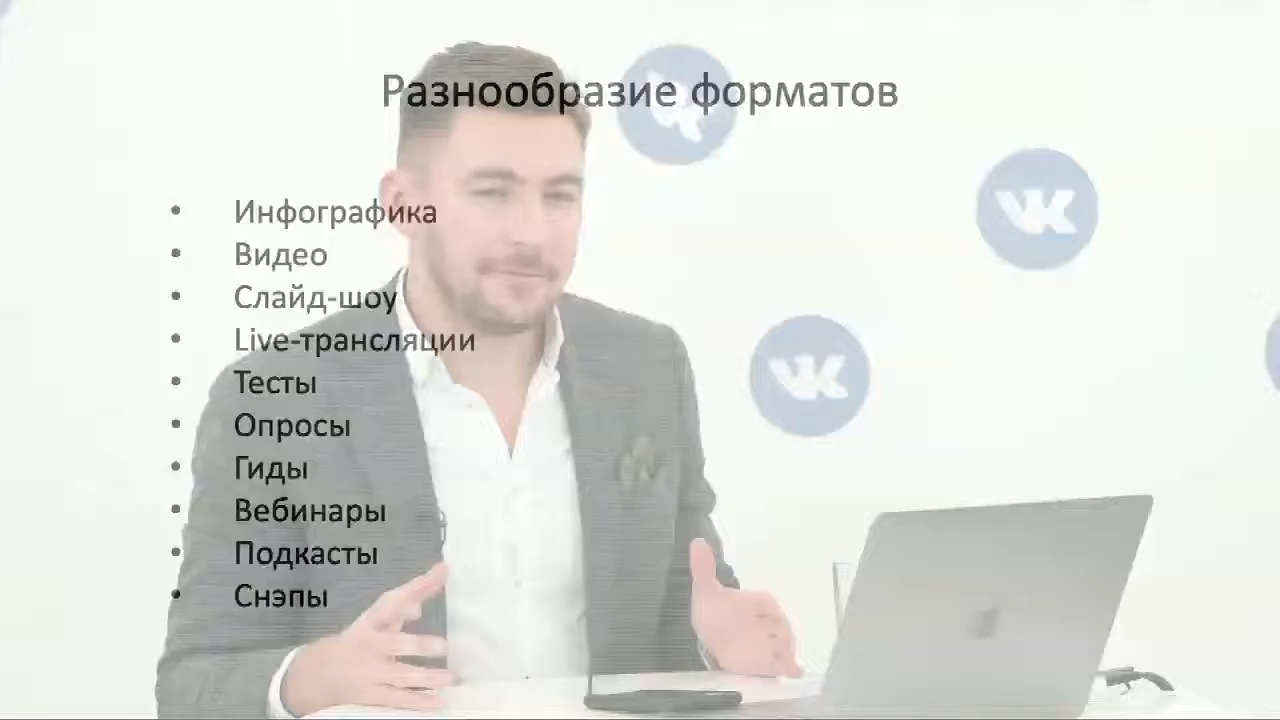 Разнообразие форматов
• Инфографика
• Видео
• Слайд-шоу
• Live-трансляции
• Тесты
• Опросы
• Гиды
• Вебинары
• Подкасты
• Снэпы